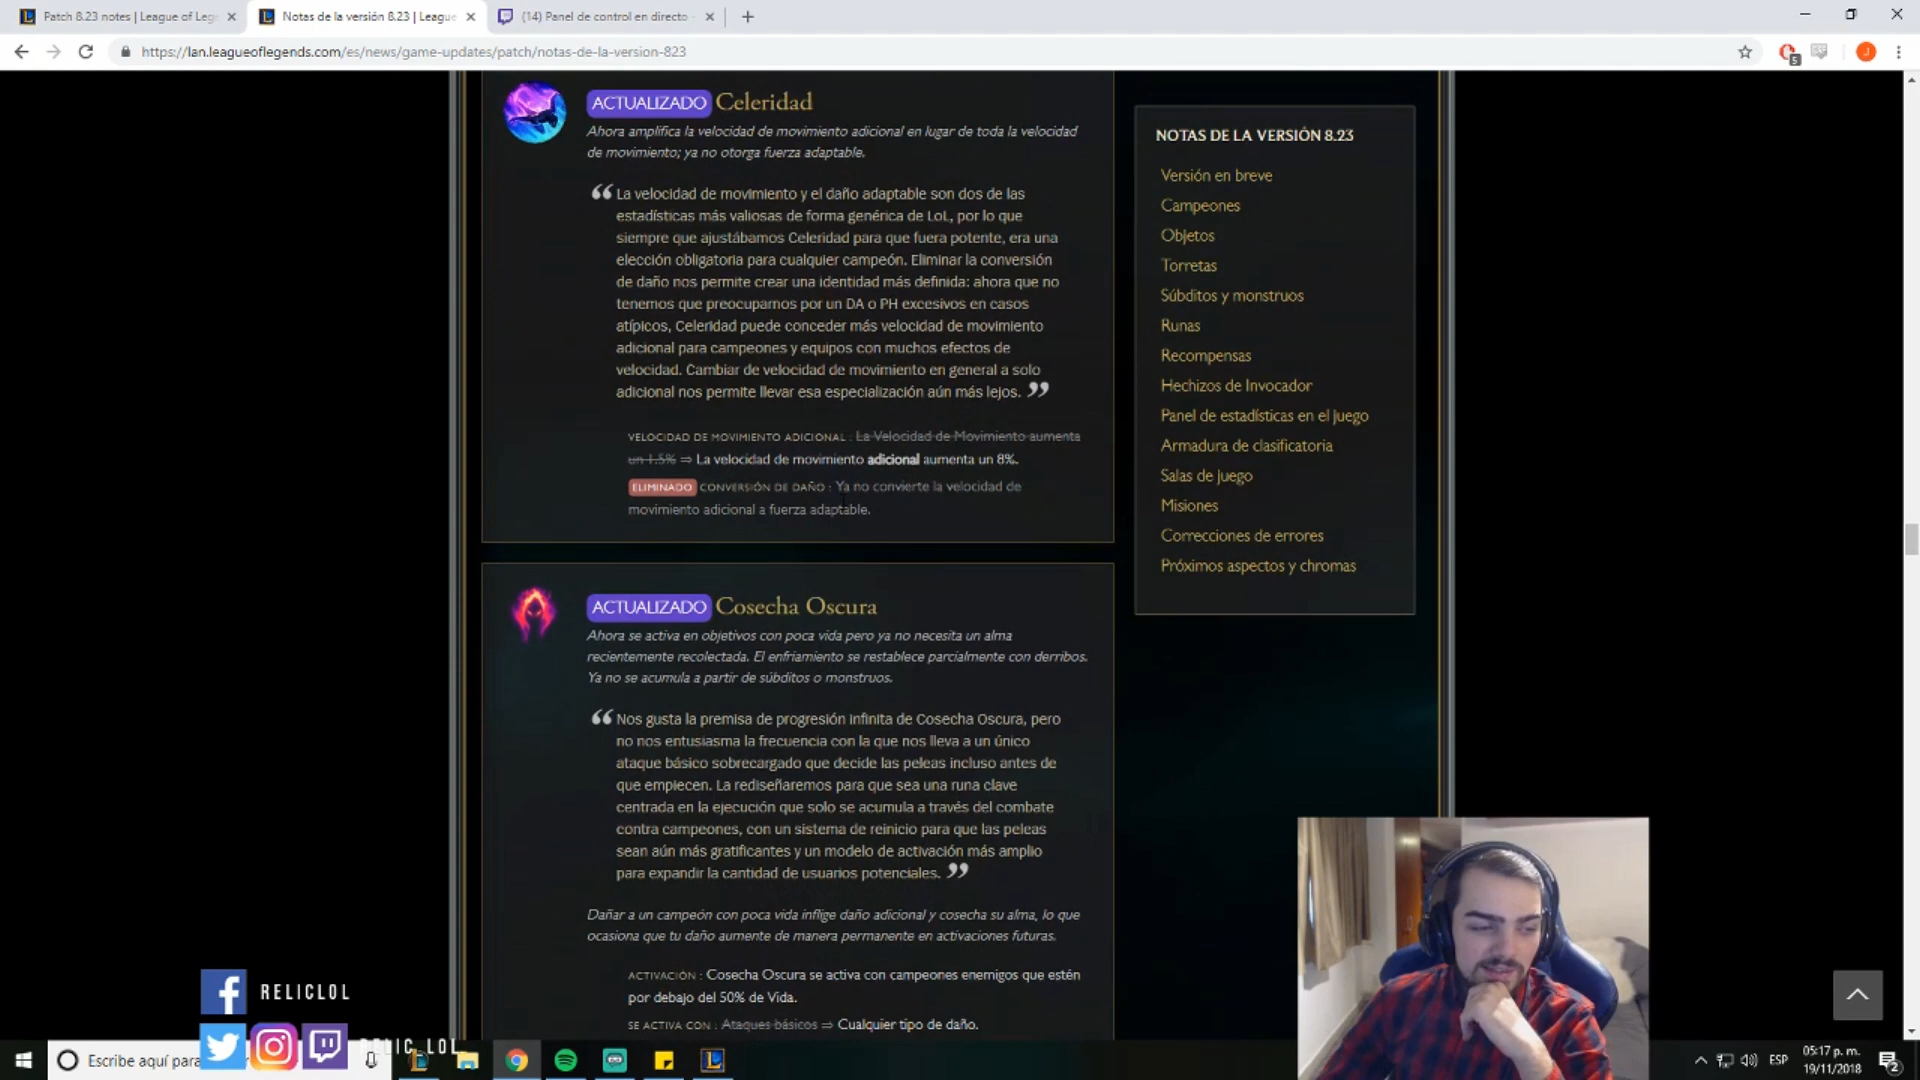 Patch 8.23 notes | League of Leg
Notas de la versión 8.23 | League
(14) Panel de control en directo
https://lan.leagueoflegends.com/es/news/game-updates/patch/notas-de-la-version-823
5
J
ACTUALIZADO Celeridad
Ahora amplifica la velocidad de movimiento adicional en lugar de toda la velocidad
de movimiento; ya no otorga fuerza adaptable.
“ La velocidad de movimiento y el daño adaptable son dos de las
estadísticas más valiosas de forma genérica de LoL, por lo que
siempre que ajustábamos Celeridad para que fuera potente, era una
elección obligatoria para cualquier campeón. Eliminar la conversión
de daño nos permite crear una identidad más definida: ahora que no
tenemos que preocuparnos por un DA o PH excesivos en casos
atípicos, Celeridad puede conceder más velocidad de movimiento
adicional para campeones y equipos con muchos efectos de
velocidad. Cambiar de velocidad de movimiento en general a solo
adicional nos permite llevar esa especialización aún más lejos. ”
VELOCIDAD DE MOVIMIENTO ADICIONAL : La Velocidad de Movimiento aumenta
un 1.5% ⇒ La velocidad de movimiento adicional aumenta un 8%.
ELIMINADO CONVERSIÓN DE DAÑO : Ya no convierte la velocidad de
movimiento adicional a fuerza adaptable.
ACTUALIZADO Cosecha Oscura
Ahora se activa en objetivos con poca vida pero ya no necesita un alma
recientemente recolectada. El enfriamiento se restablece parcialmente con derribos.
Ya no se acumula a partir de súbditos o monstruos.
“ Nos gusta la premisa de progresión infinita de Cosecha Oscura, pero
no nos entusiasma la frecuencia con la que nos lleva a un único
ataque básico sobrecargado que decide las peleas incluso antes de
que empiecen. La rediseñaremos para que sea una runa clave
centrada en la ejecución que solo se acumula a través del combate
contra campeones, con un sistema de reinicio para que las peleas
sean aún más gratificantes y un modelo de activación más amplio
para expandir la cantidad de usuarios potenciales. ”
Dañar a un campeón con poca vida inflige daño adicional y cosecha su alma, lo que
ocasiona que tu daño aumente de manera permanente en activaciones futuras.
ACTIVACIÓN : Cosecha Oscura se activa con campeones enemigos que estén
por debajo del 50% de Vida.
SE ACTIVA CON : Ataques básicos ⇒ Cualquier tipo de daño.
NOTAS DE LA VERSIÓN 8.23
Versión en breve
Campeones
Objetos
Torretas
Súbditos y monstruos
Runas
Recompensas
Hechizos de Invocador
Panel de estadísticas en el juego
Armadura de clasificatoria
Salas de juego
Misiones
Correcciones de errores
Próximos aspectos y chromas
RELICLOL
RELIC_LOL
Escribe aquí para
ESP
05:17 p. m.
19/11/2018
2